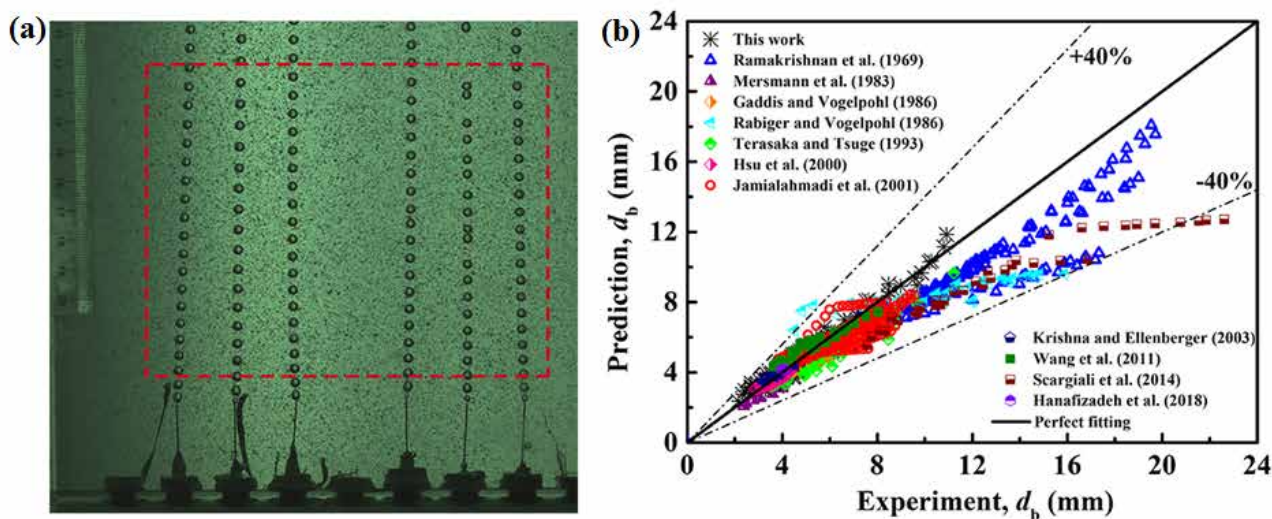 (a)
(b)
24
20
16
12
8
4
0
0 4 8 12 16 20 24
Prediction, d_b (mm)
Experiment, d_b (mm)
This work
Ramakrishnan et al. (1969)
Mersmann et al. (1983)
Gaddis and Vogelpohl (1986)
Rabiger and Vogelpohl (1986)
Terasaka and Tsuge (1993)
Hsu et al. (2000)
Jamialahmadi et al. (2001)
+40%
-40%
Krishna and Ellenberger (2003)
Wang et al. (2011)
Scargiali et al. (2014)
Hanafizadeh et al. (2018)
Perfect fitting